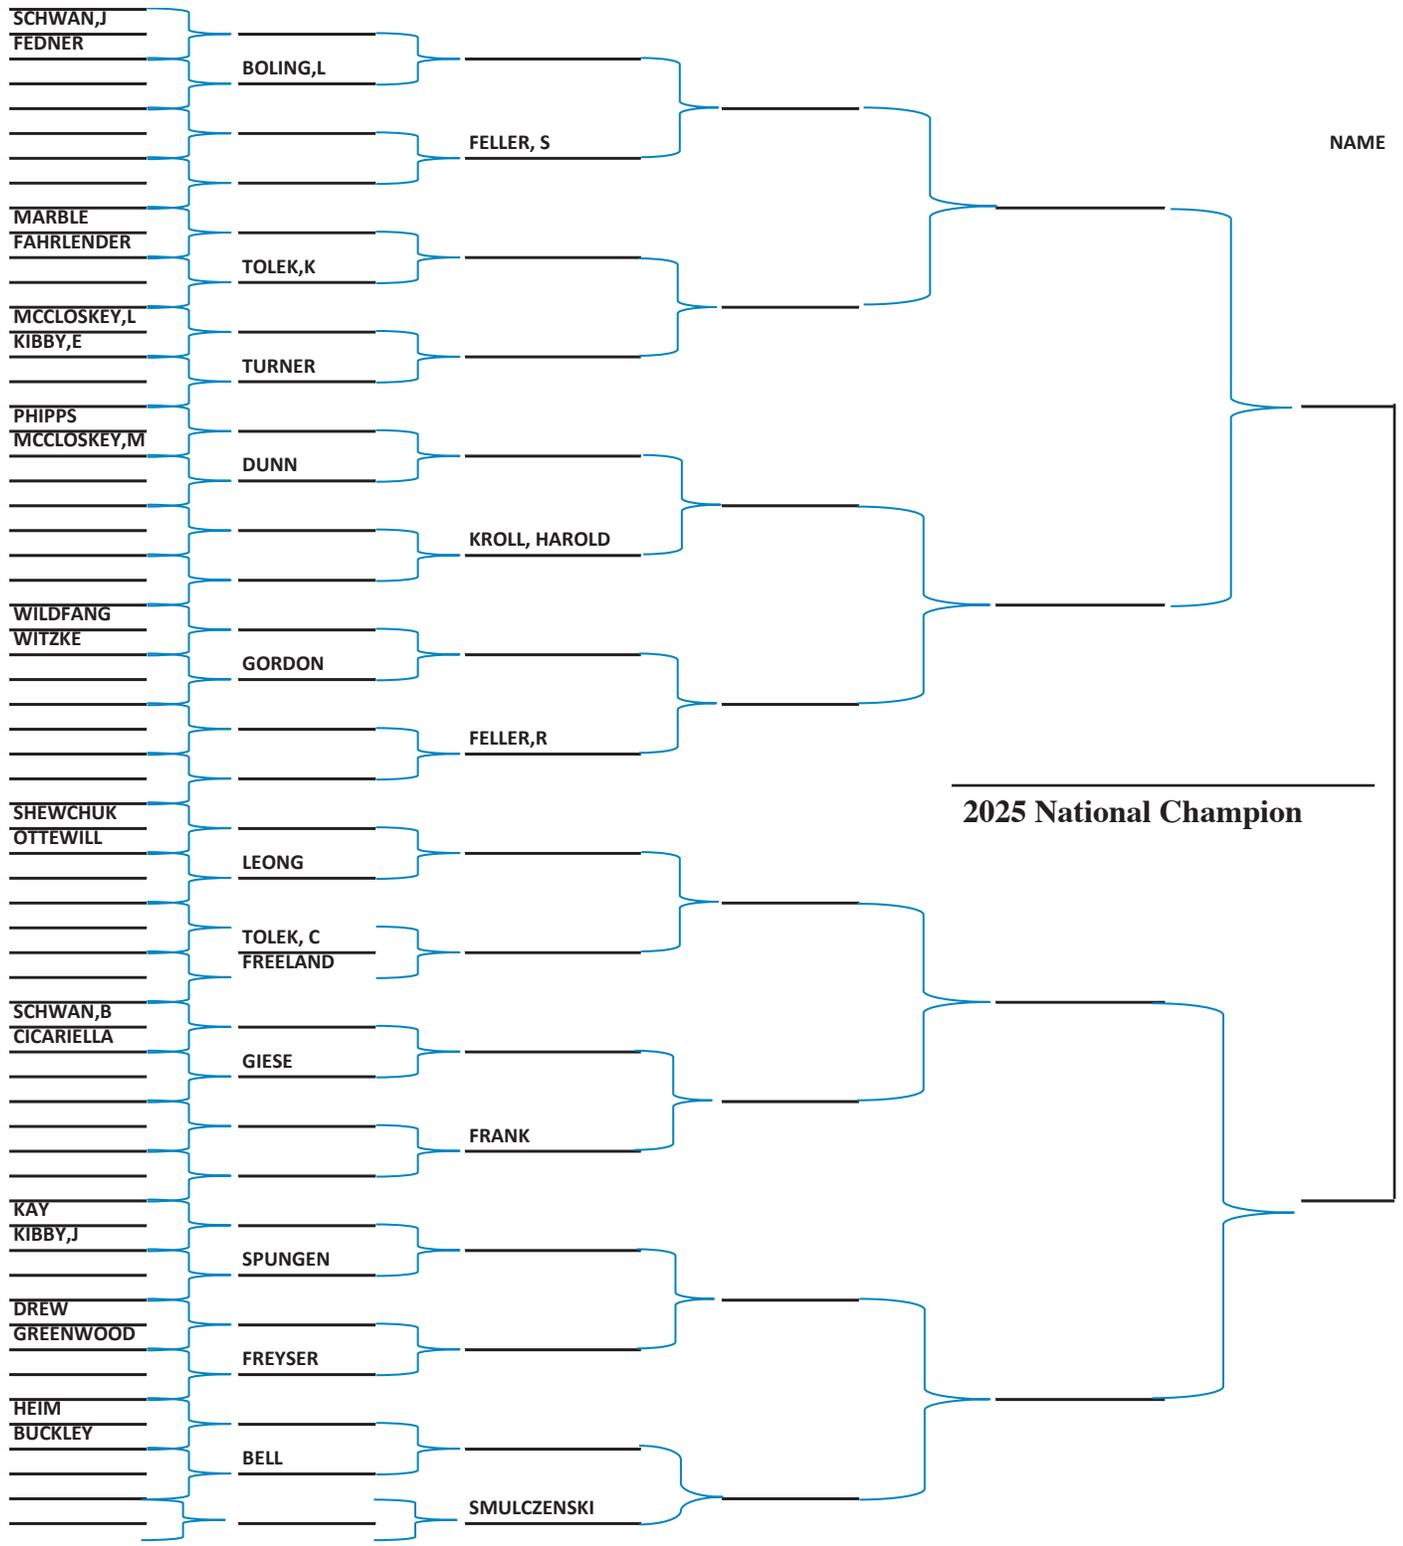 SCHWAN,J
FEDNER
BOLING,L
FELLER, S
NAME
MARBLE
FAHRLENDER
TOLEK,K
MCCLOSKEY,L
KIBBY,E
TURNER
PHIPPS
MCCLOSKEY,M
DUNN
KROLL, HAROLD
WILDFANG
WITZKE
GORDON
FELLER,R
2025 National Champion
SHEWCHUK
OTTEWILL
LEONG
TOLEK, C
FREELAND
SCHWAN,B
CICARIELLA
GIESE
FRANK
KAY
KIBBY,J
SPUNGEN
DREW
GREENWOOD
FREYSER
HEIM
BUCKLEY
BELL
SMULCZENSKI